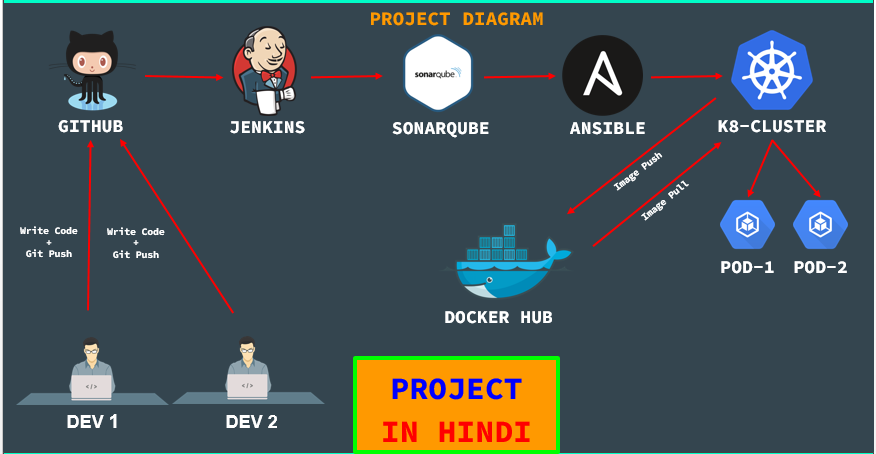 PROJECT DIAGRAM
sonarqube
GITHUB
JENKINS
SONARQUBE
ANSIBLE
K8-CLUSTER
Image Push
Image Pull
Write Code
+
Git Push
Write Code
+
Git Push
POD-1
POD-2
DOCKER HUB
</>
</>
DEV 1
DEV 2
PROJECT
IN HINDI